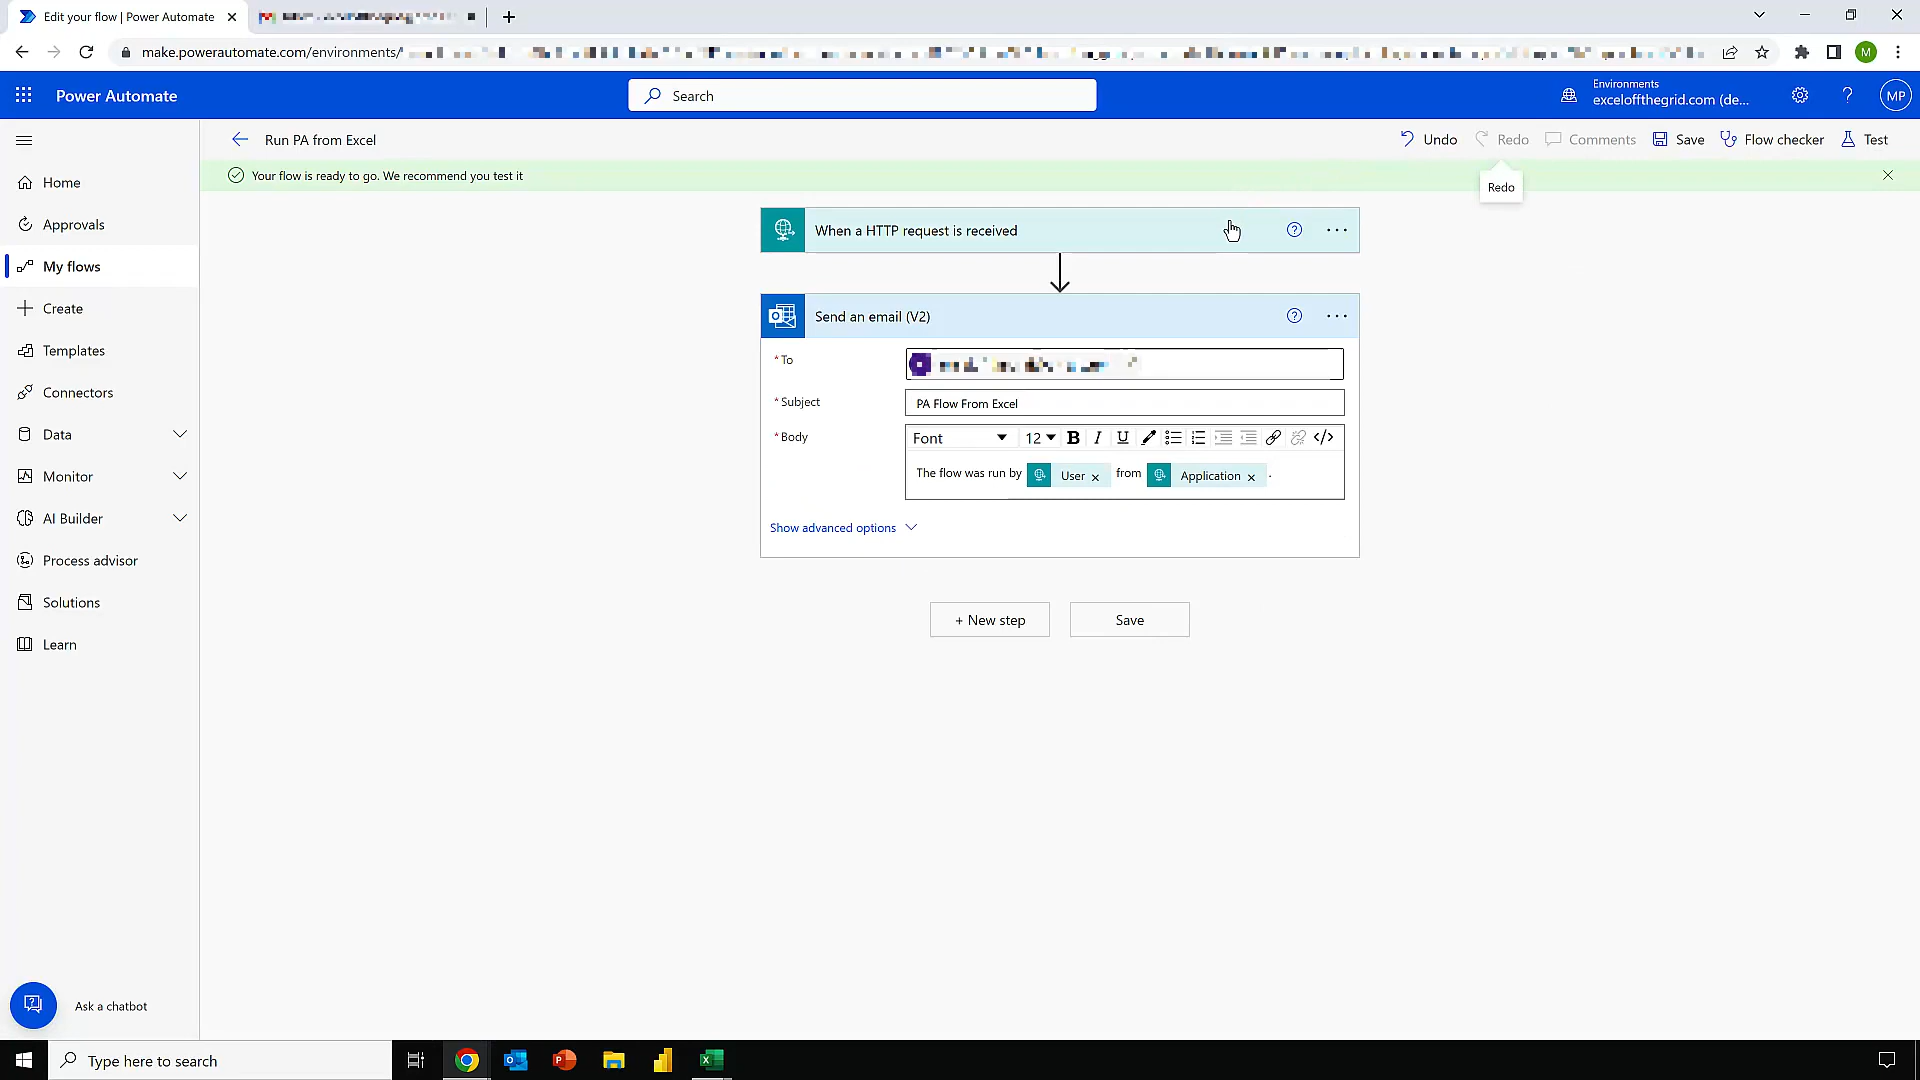 Edit your flow | Power Automate
make.powerautomate.com/environments/
M
Power Automate
Search
Environments
exceloffthegrid.com (de...
MP
Run PA from Excel
Undo
Redo
Comments
Save
Flow checker
Test
Your flow is ready to go. We recommend you test it
Redo
Home
Approvals
My flows
Create
Templates
Connectors
Data
Monitor
AI Builder
Process advisor
Solutions
Learn
Ask a chatbot
When a HTTP request is received
Send an email (V2)
* To
* Subject
PA Flow From Excel
* Body
Font
12
B I U
</>
The flow was run by User × from Application × .
Show advanced options
+ New step
Save
Type here to search